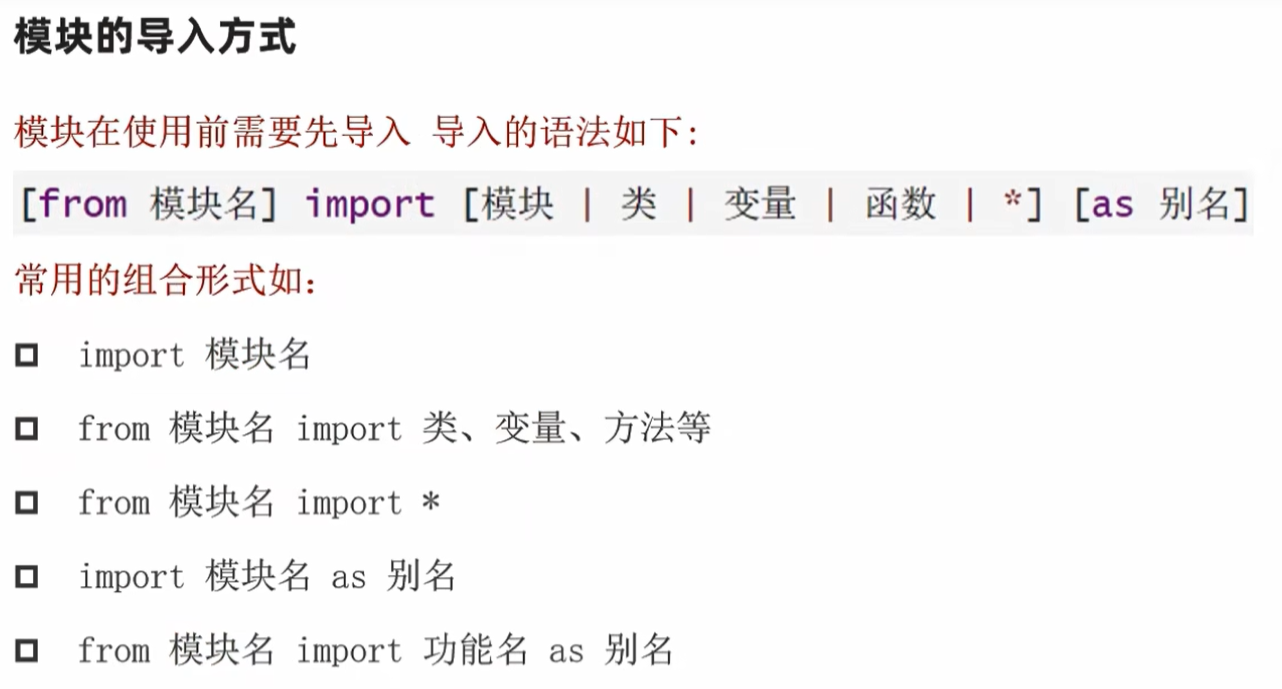 模块的导入方式
模块在使用前需要先导入 导入的语法如下:
[from 模块名] import [模块 | 类 | 变量 | 函数 | *] [as 别名]
常用的组合形式如：
import 模块名
from 模块名 import 类、变量、方法等
from 模块名 import *
import 模块名 as 别名
from 模块名 import 功能名 as 别名